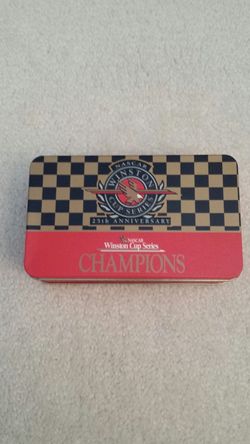 NASCAR
WINSTON
CUP SERIES
25th ANNIVERSARY
NASCAR
Winston Cup Series
CHAMPIONS